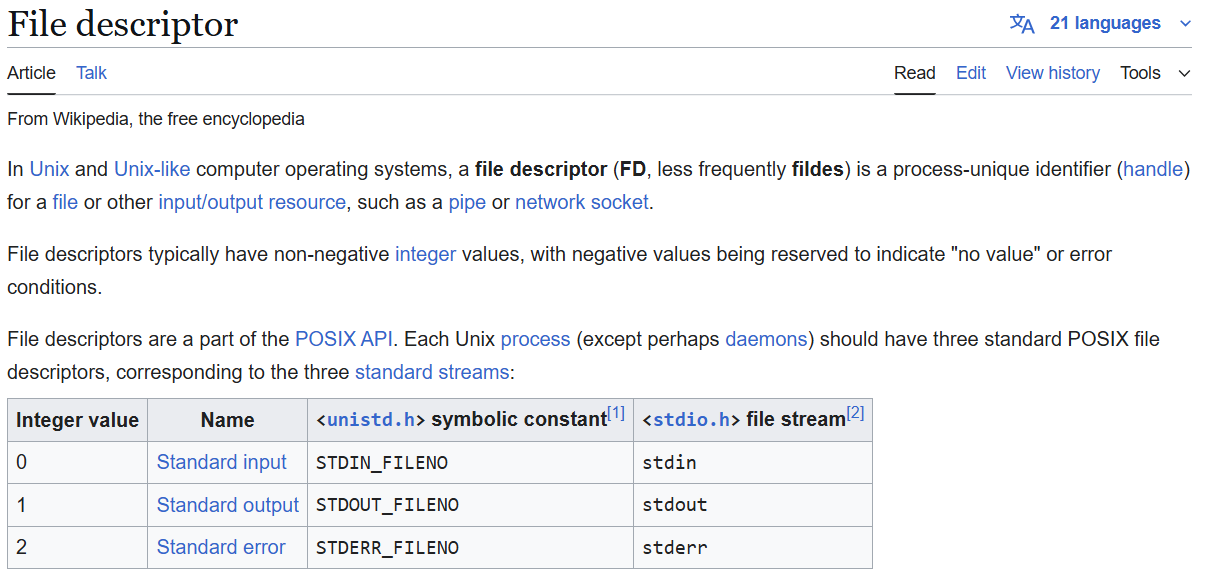 File descriptor
21 languages
Article Talk
Read Edit View history Tools
From Wikipedia, the free encyclopedia
In Unix and Unix-like computer operating systems, a file descriptor (FD, less frequently fildes) is a process-unique identifier (handle)
for a file or other input/output resource, such as a pipe or network socket.
File descriptors typically have non-negative integer values, with negative values being reserved to indicate "no value" or error
conditions.
File descriptors are a part of the POSIX API. Each Unix process (except perhaps daemons) should have three standard POSIX file
descriptors, corresponding to the three standard streams:
Integer value Name <unistd.h> symbolic constant[1] <stdio.h> file stream[2]
0 Standard input STDIN_FILENO stdin
1 Standard output STDOUT_FILENO stdout
2 Standard error STDERR_FILENO stderr